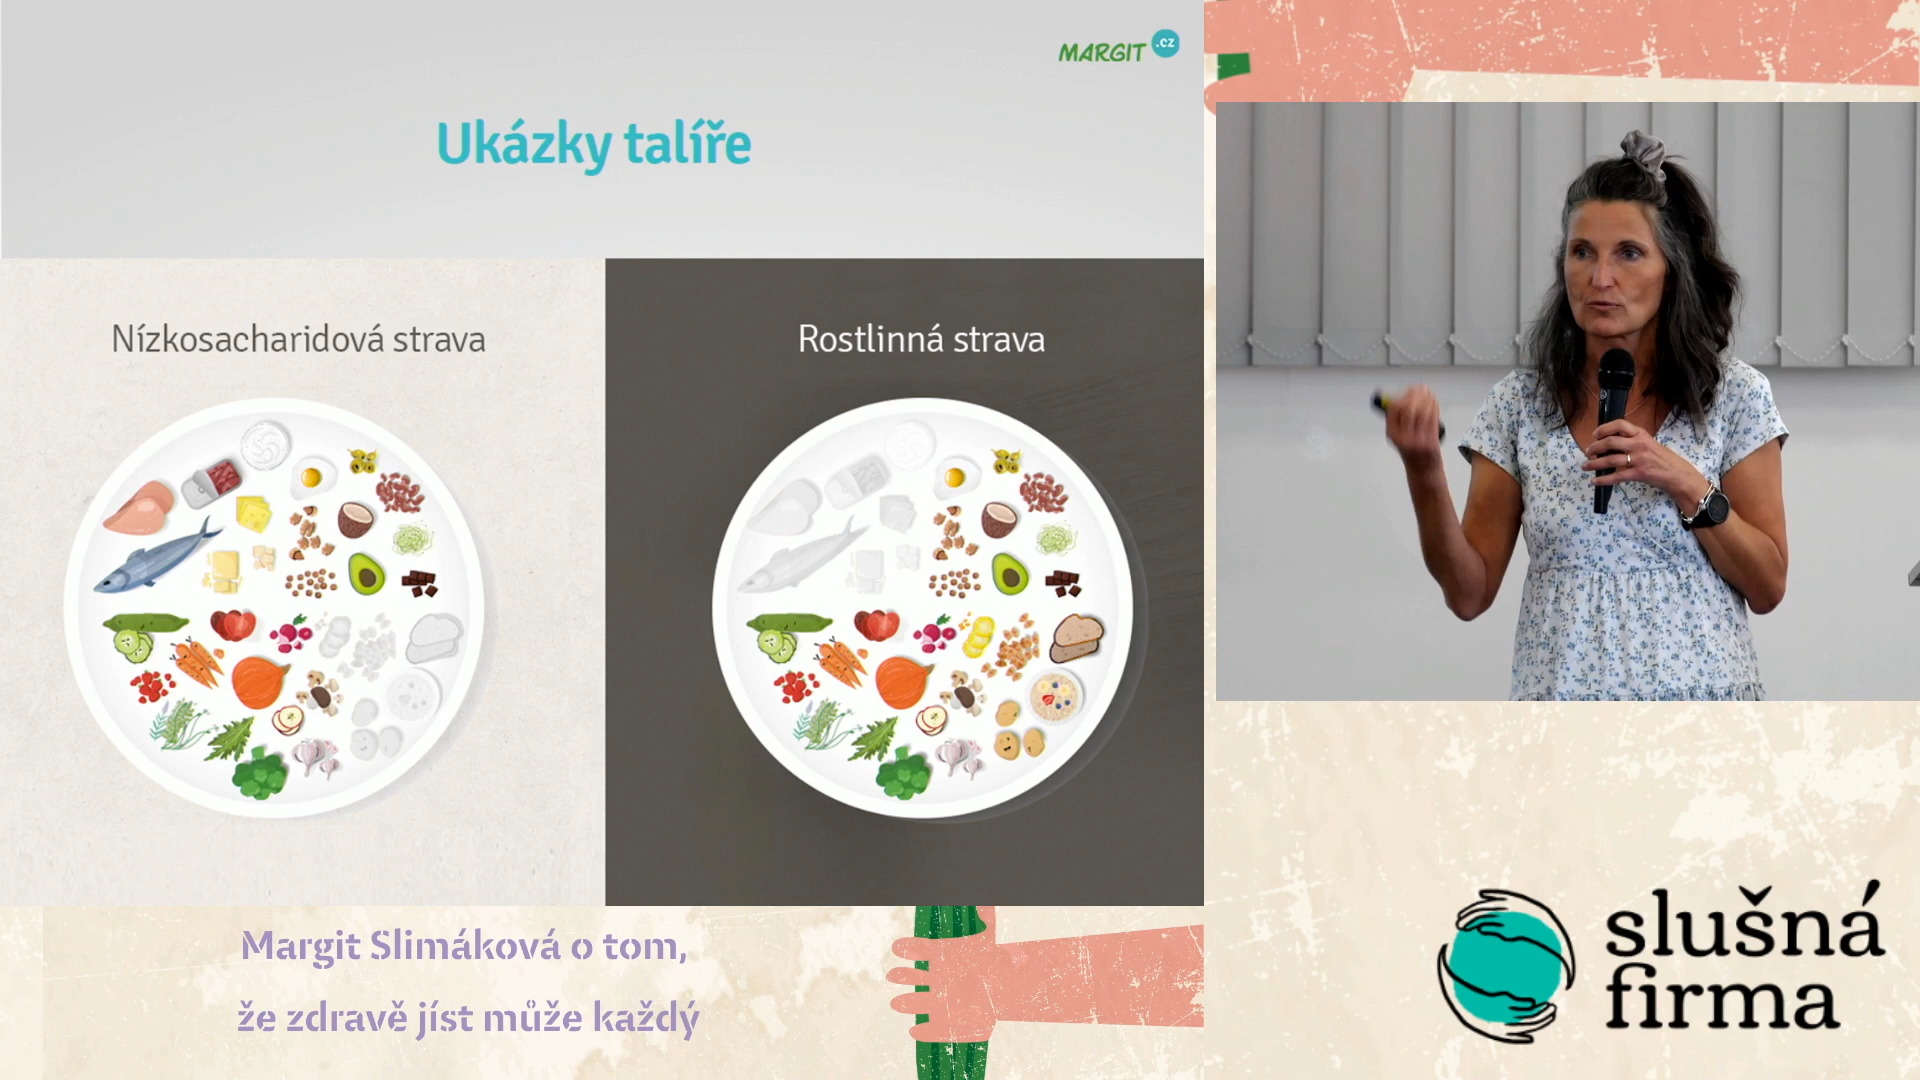 MARGIT .cz
Ukázky talíře
Nízkosacharidová strava
Rostlinná strava
Margit Slimáková o tom,
že zdravě jíst může každý
slušná
firma